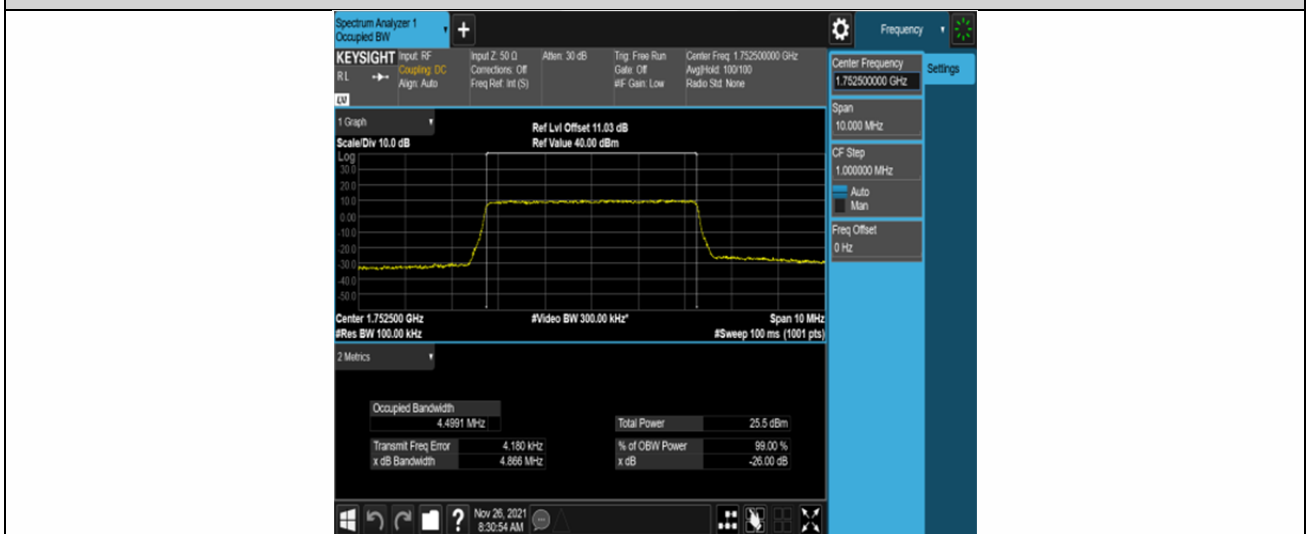 Spectrum Analyzer 1
Occupied BW
+
Frequency
KEYSIGHT
RL
Input: RF
Coupling: DC
Align: Auto
Input Z: 50 Ω
Corrections: Off
Freq Ref: Int (S)
Atten: 30 dB
Trig: Free Run
Gate: Off
#IF Gain: Low
Center Freq: 1.752500000 GHz
Avg|Hold: 100/100
Radio Std: None
Center Frequency
1.752500000 GHz
Settings
Span
10.000 MHz
CF Step
1.000000 MHz
Auto
Man
Freq Offset
0 Hz
1 Graph
Scale/Div 10.0 dB
Ref Lvl Offset 11.03 dB
Ref Value 40.00 dBm
Log
30.0
20.0
10.0
0.00
-10.0
-20.0
-30.0
-40.0
-50.0
Center 1.752500 GHz
#Res BW 100.00 kHz
#Video BW 300.00 kHz*
Span 10 MHz
#Sweep 100 ms (1001 pts)
2 Metrics
Occupied Bandwidth
4.4991 MHz
Total Power 25.5 dBm
Transmit Freq Error 4.180 kHz
% of OBW Power 99.00 %
x dB Bandwidth 4.866 MHz
x dB -26.00 dB
?
Nov 26, 2021
8:30:54 AM